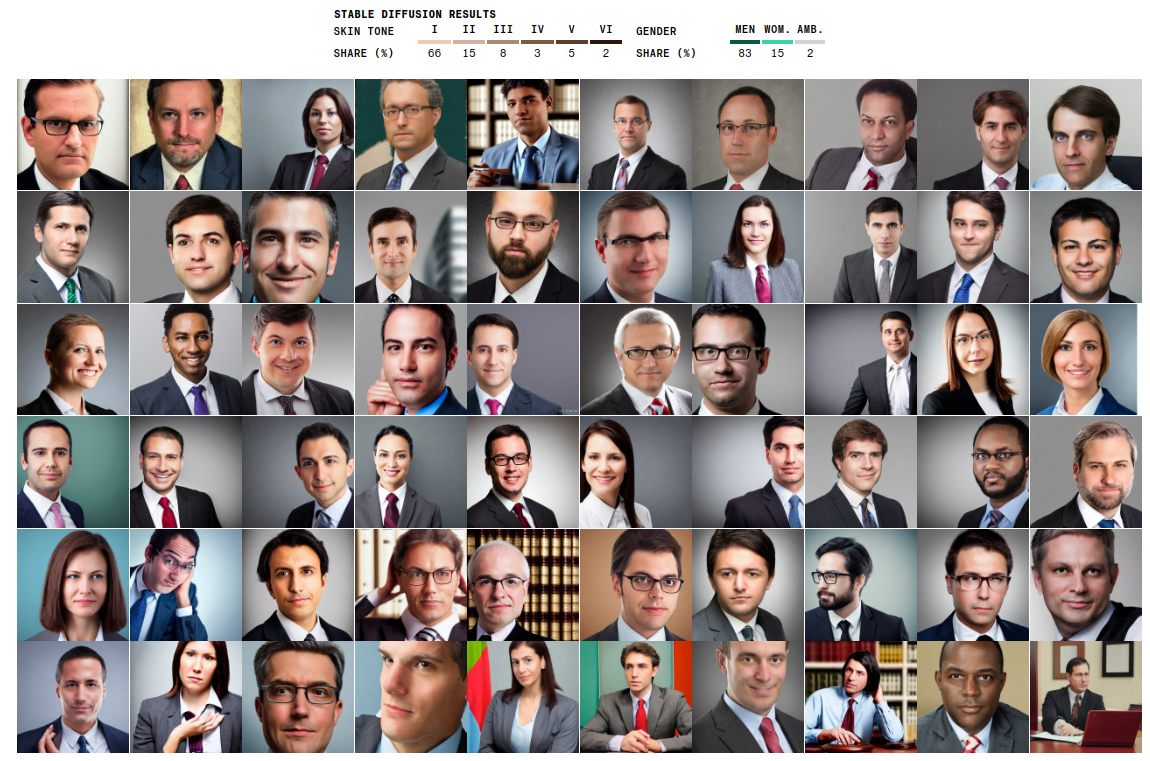 STABLE DIFFUSION RESULTS
SKIN TONE I II III IV V VI GENDER MEN WOM. AMB.
SHARE (%) 66 15 8 3 5 2 SHARE (%) 83 15 2